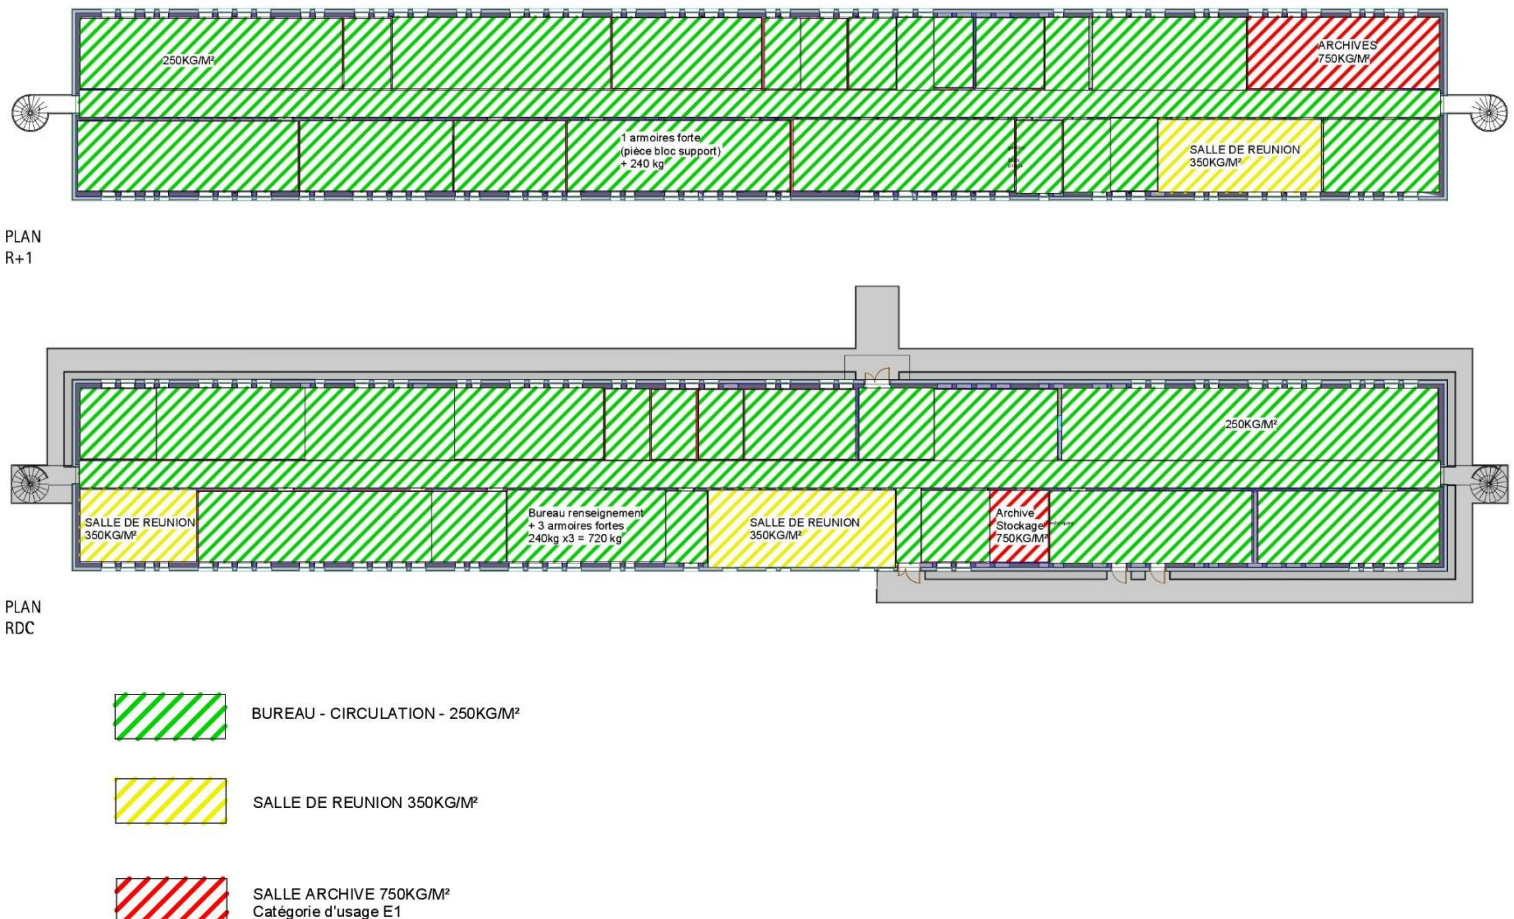 250KG/M²
ARCHIVES
750KG/M²
1 armoires forte
(pièce bloc support)
+ 240 kg
SALLE DE REUNION
350KG/M²
PLAN
R+1
250KG/M²
SALLE DE REUNION
350KG/M²
Bureau renseignement
+ 3 armoires fortes
240kg x3 = 720 kg
SALLE DE REUNION
350KG/M²
Archive
Stockage
750KG/M²
PLAN
RDC
BUREAU - CIRCULATION - 250KG/M²
SALLE DE REUNION 350KG/M²
SALLE ARCHIVE 750KG/M²
Catégorie d'usage E1